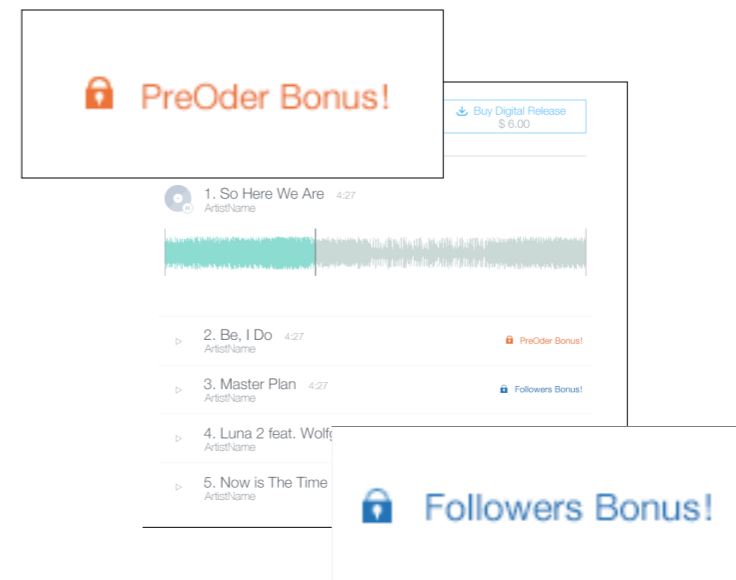 PreOder Bonus!
Buy Digital Release
$ 6.00
1. So Here We Are 4:27
ArtistName
2. Be, I Do 4:27
ArtistName
PreOder Bonus!
3. Master Plan 4:27
ArtistName
Followers Bonus!
4. Luna 2 feat.
ArtistName
5. Now is The Time
ArtistName
Followers Bonus!